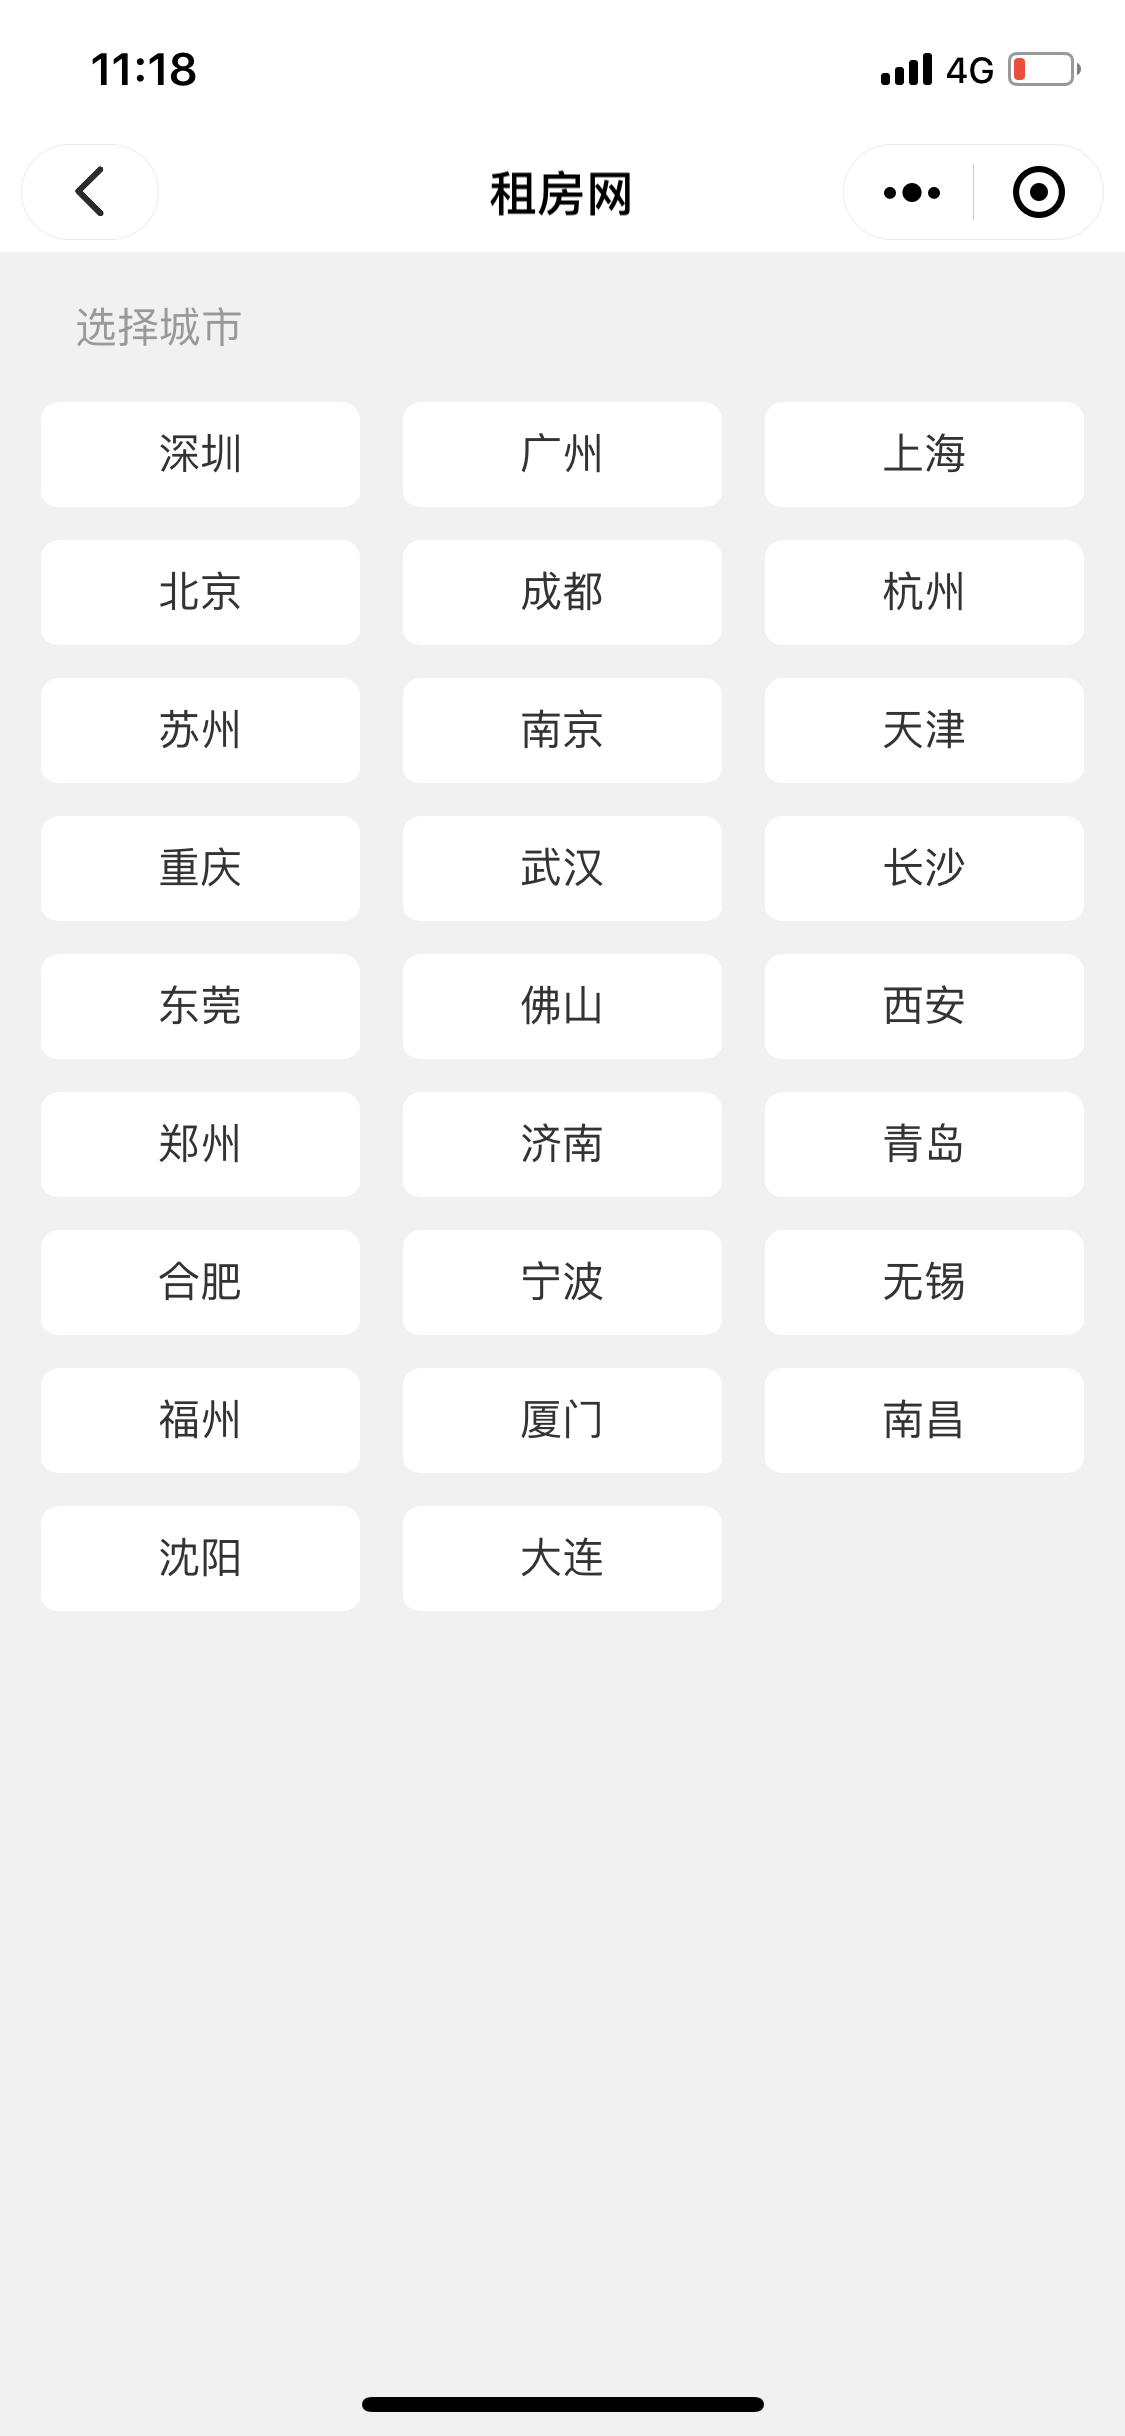 11:18 4G
租房网
选择城市
深圳 广州 上海
北京 成都 杭州
苏州 南京 天津
重庆 武汉 长沙
东莞 佛山 西安
郑州 济南 青岛
合肥 宁波 无锡
福州 厦门 南昌
沈阳 大连